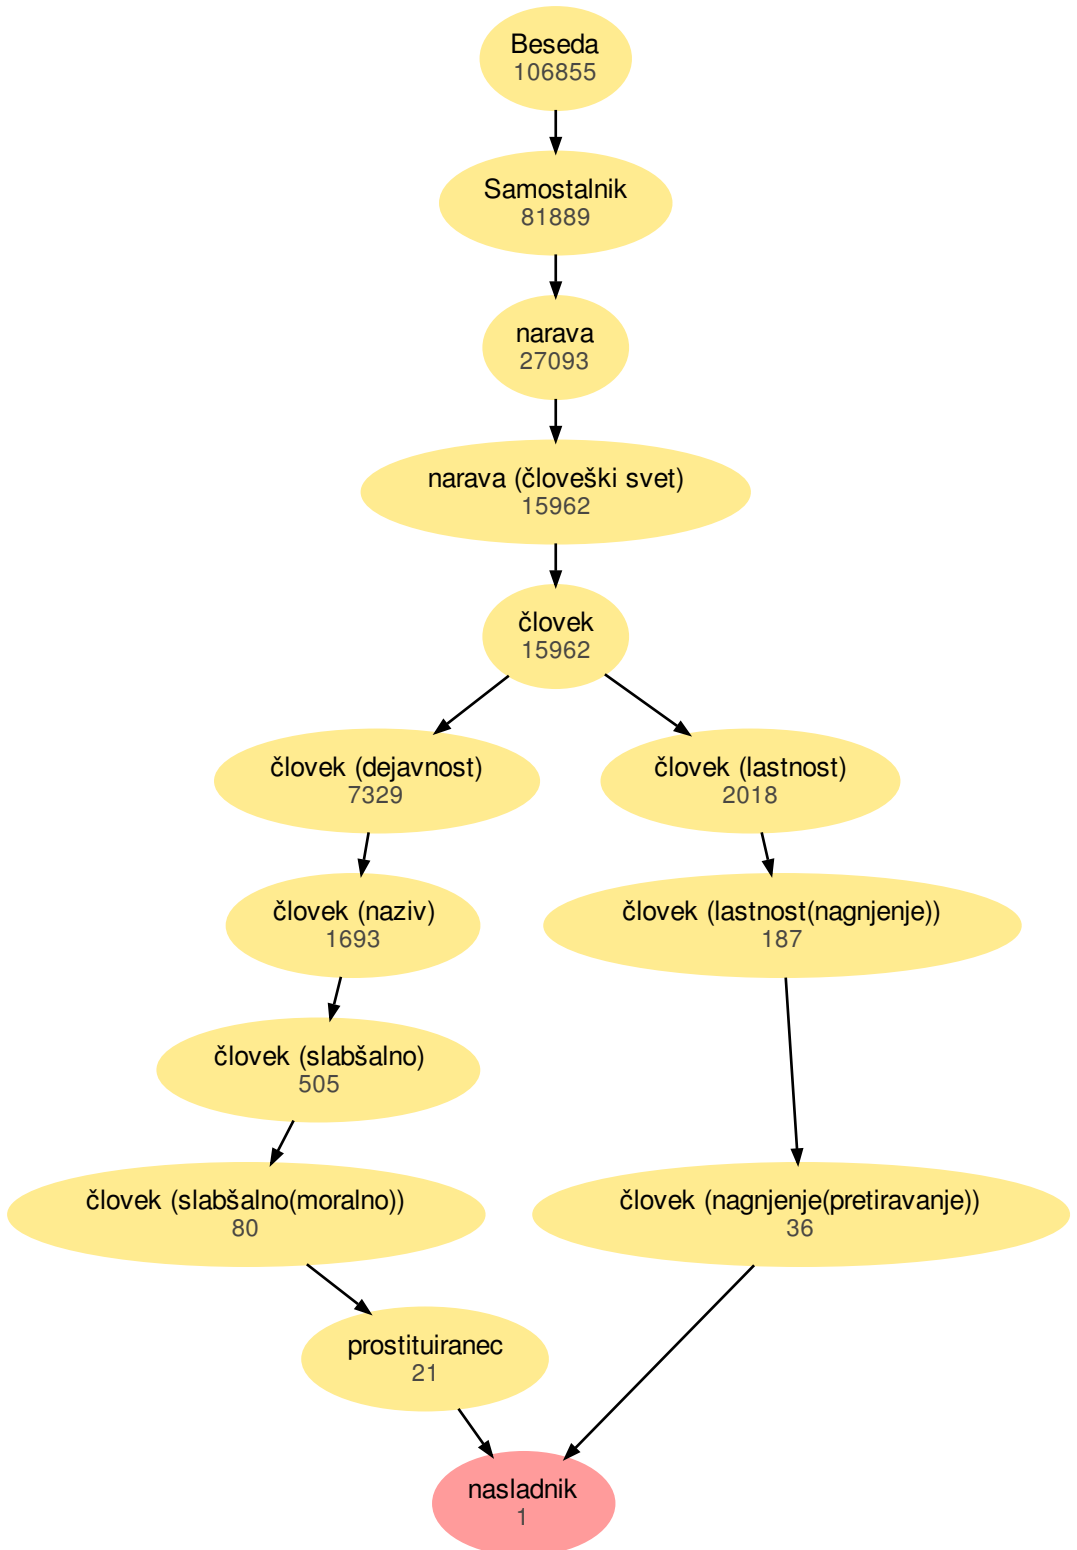 Beseda
106855
Samostalnik
81889
narava
27093
narava (človeški svet)
15962
človek
15962
človek (dejavnost)
7329
človek (lastnost)
2018
človek (naziv)
1693
človek (lastnost(nagnjenje))
187
človek (slabšalno)
505
človek (slabšalno(moralno))
80
človek (nagnjenje(pretiravanje))
36
prostituiranec
21
nasladnik
1